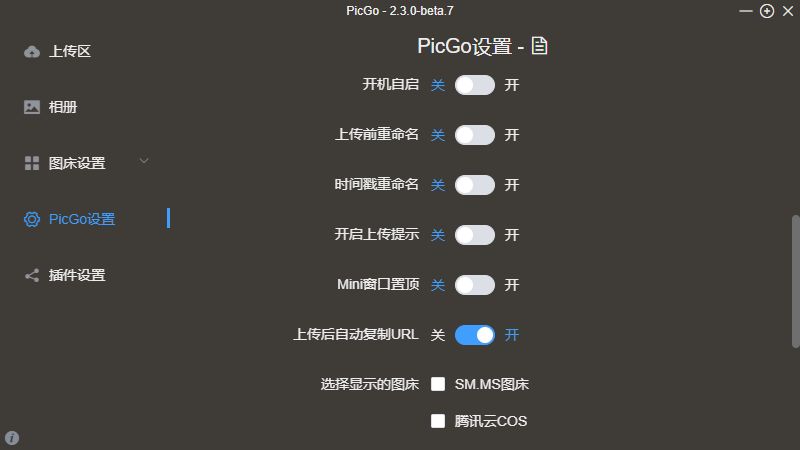 PicGo - 2.3.0-beta.7
上传区
相册
图床设置
PicGo设置
插件设置
PicGo设置 -
开机自启 关 开
上传前重命名 关 开
时间戳重命名 关 开
开启上传提示 关 开
Mini窗口置顶 关 开
上传后自动复制URL 关 开
选择显示的图床 SM.MS图床
腾讯云COS